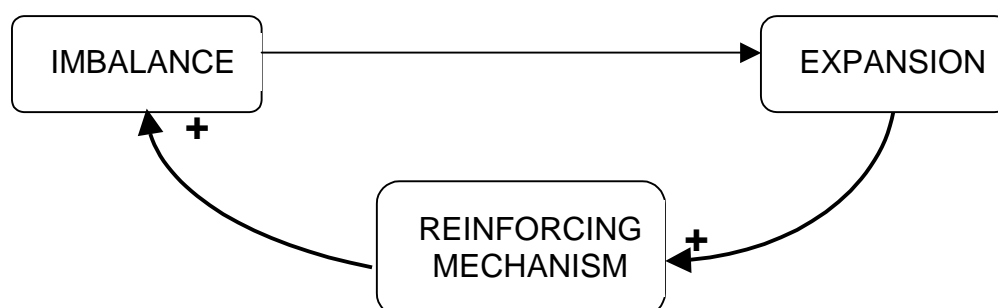 IMBALANCE
EXPANSION
+
REINFORCING
MECHANISM
+